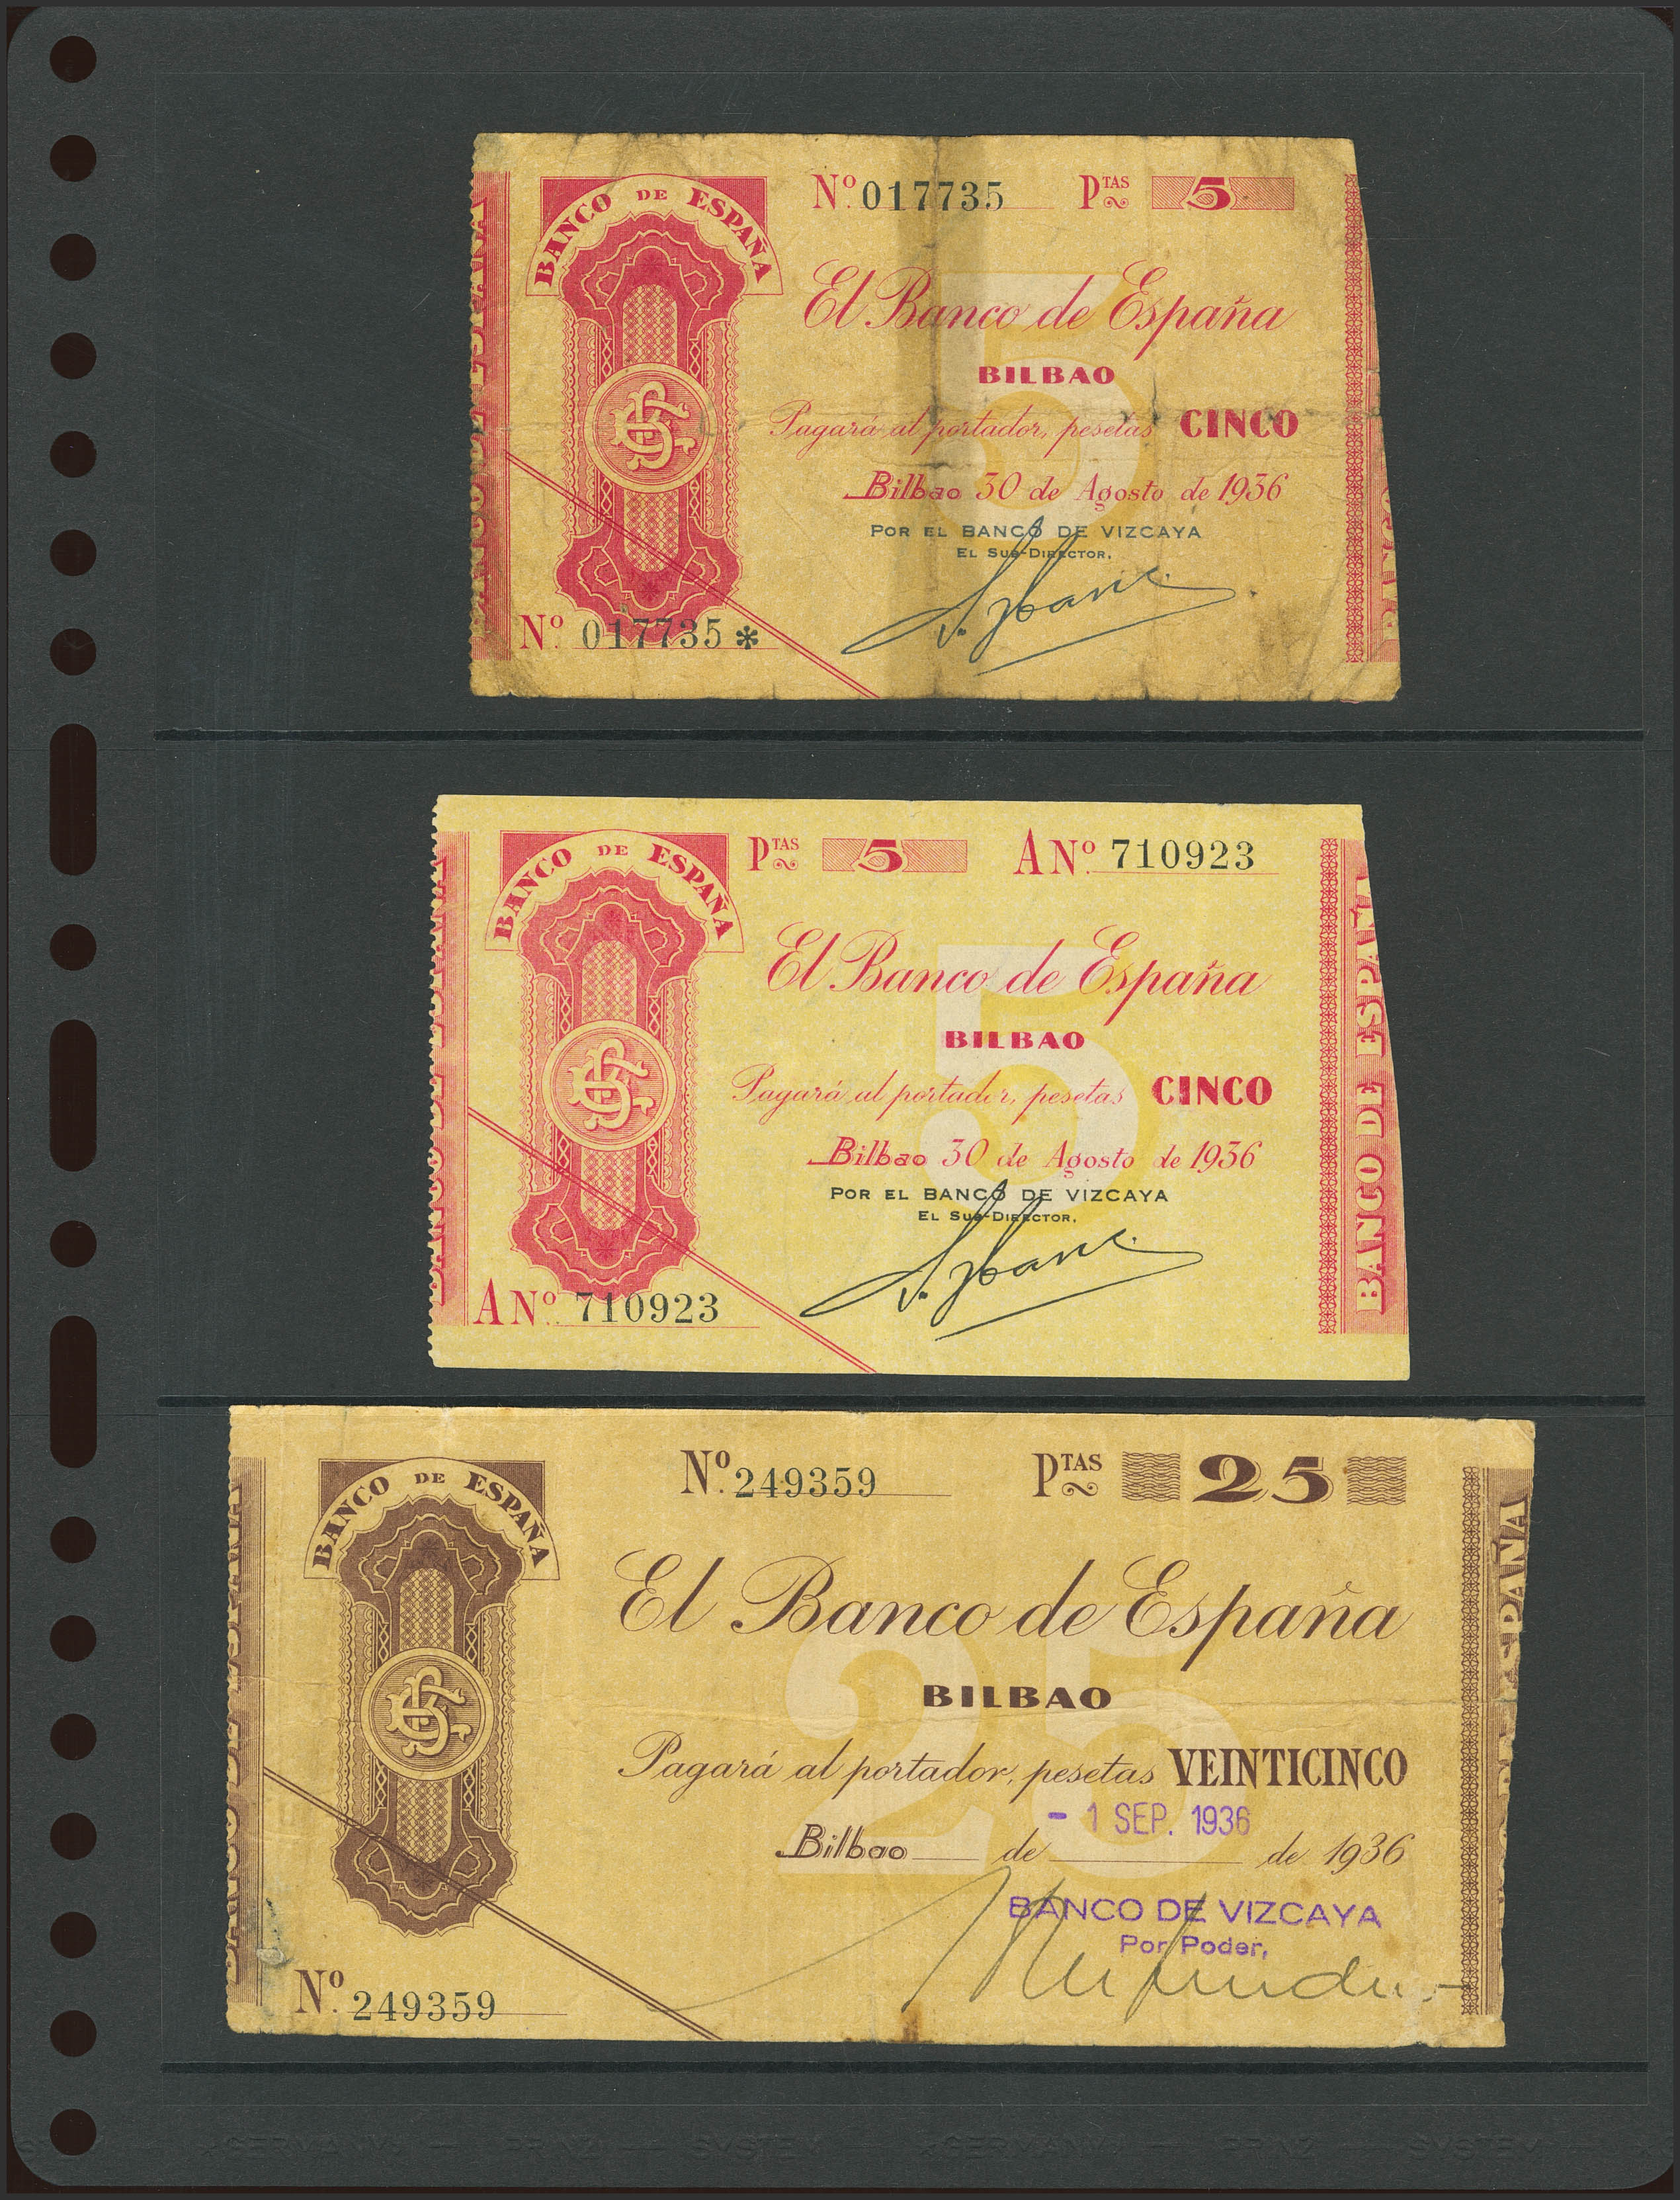 Nº. 017735 PTAS 5
BANCO DE ESPAÑA
El Banco de España
BILBAO
Pagará al portador, pesetas CINCO
Bilbao 30 de Agosto de 1936
POR EL BANCO DE VIZCAYA
EL SUB-DIRECTOR,
Nº. 017735 *
PTAS 5 A Nº. 710923
BANCO DE ESPAÑA
El Banco de España
BILBAO
Pagará al portador, pesetas CINCO
Bilbao 30 de Agosto de 1936
POR EL BANCO DE VIZCAYA
EL SUB-DIRECTOR,
A Nº. 710923
BANCO DE ESPAÑA
Nº. 249359 PTAS 25
BANCO DE ESPAÑA
El Banco de España
BILBAO
Pagará al portador, pesetas VEINTICINCO
- 1 SEP. 1936
Bilbao de de 1936
BANCO DE VIZCAYA
Por Poder,
Nº. 249359